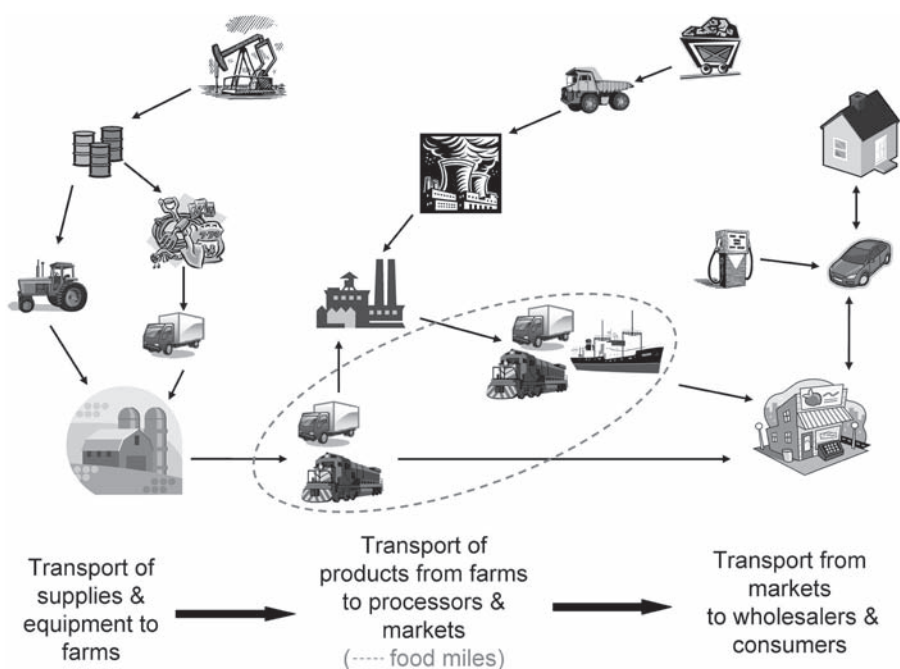 Transport of
supplies &
equipment to
farms
Transport of
products from farms
to processors &
markets
(----- food miles)
Transport from
markets
to wholesalers &
consumers